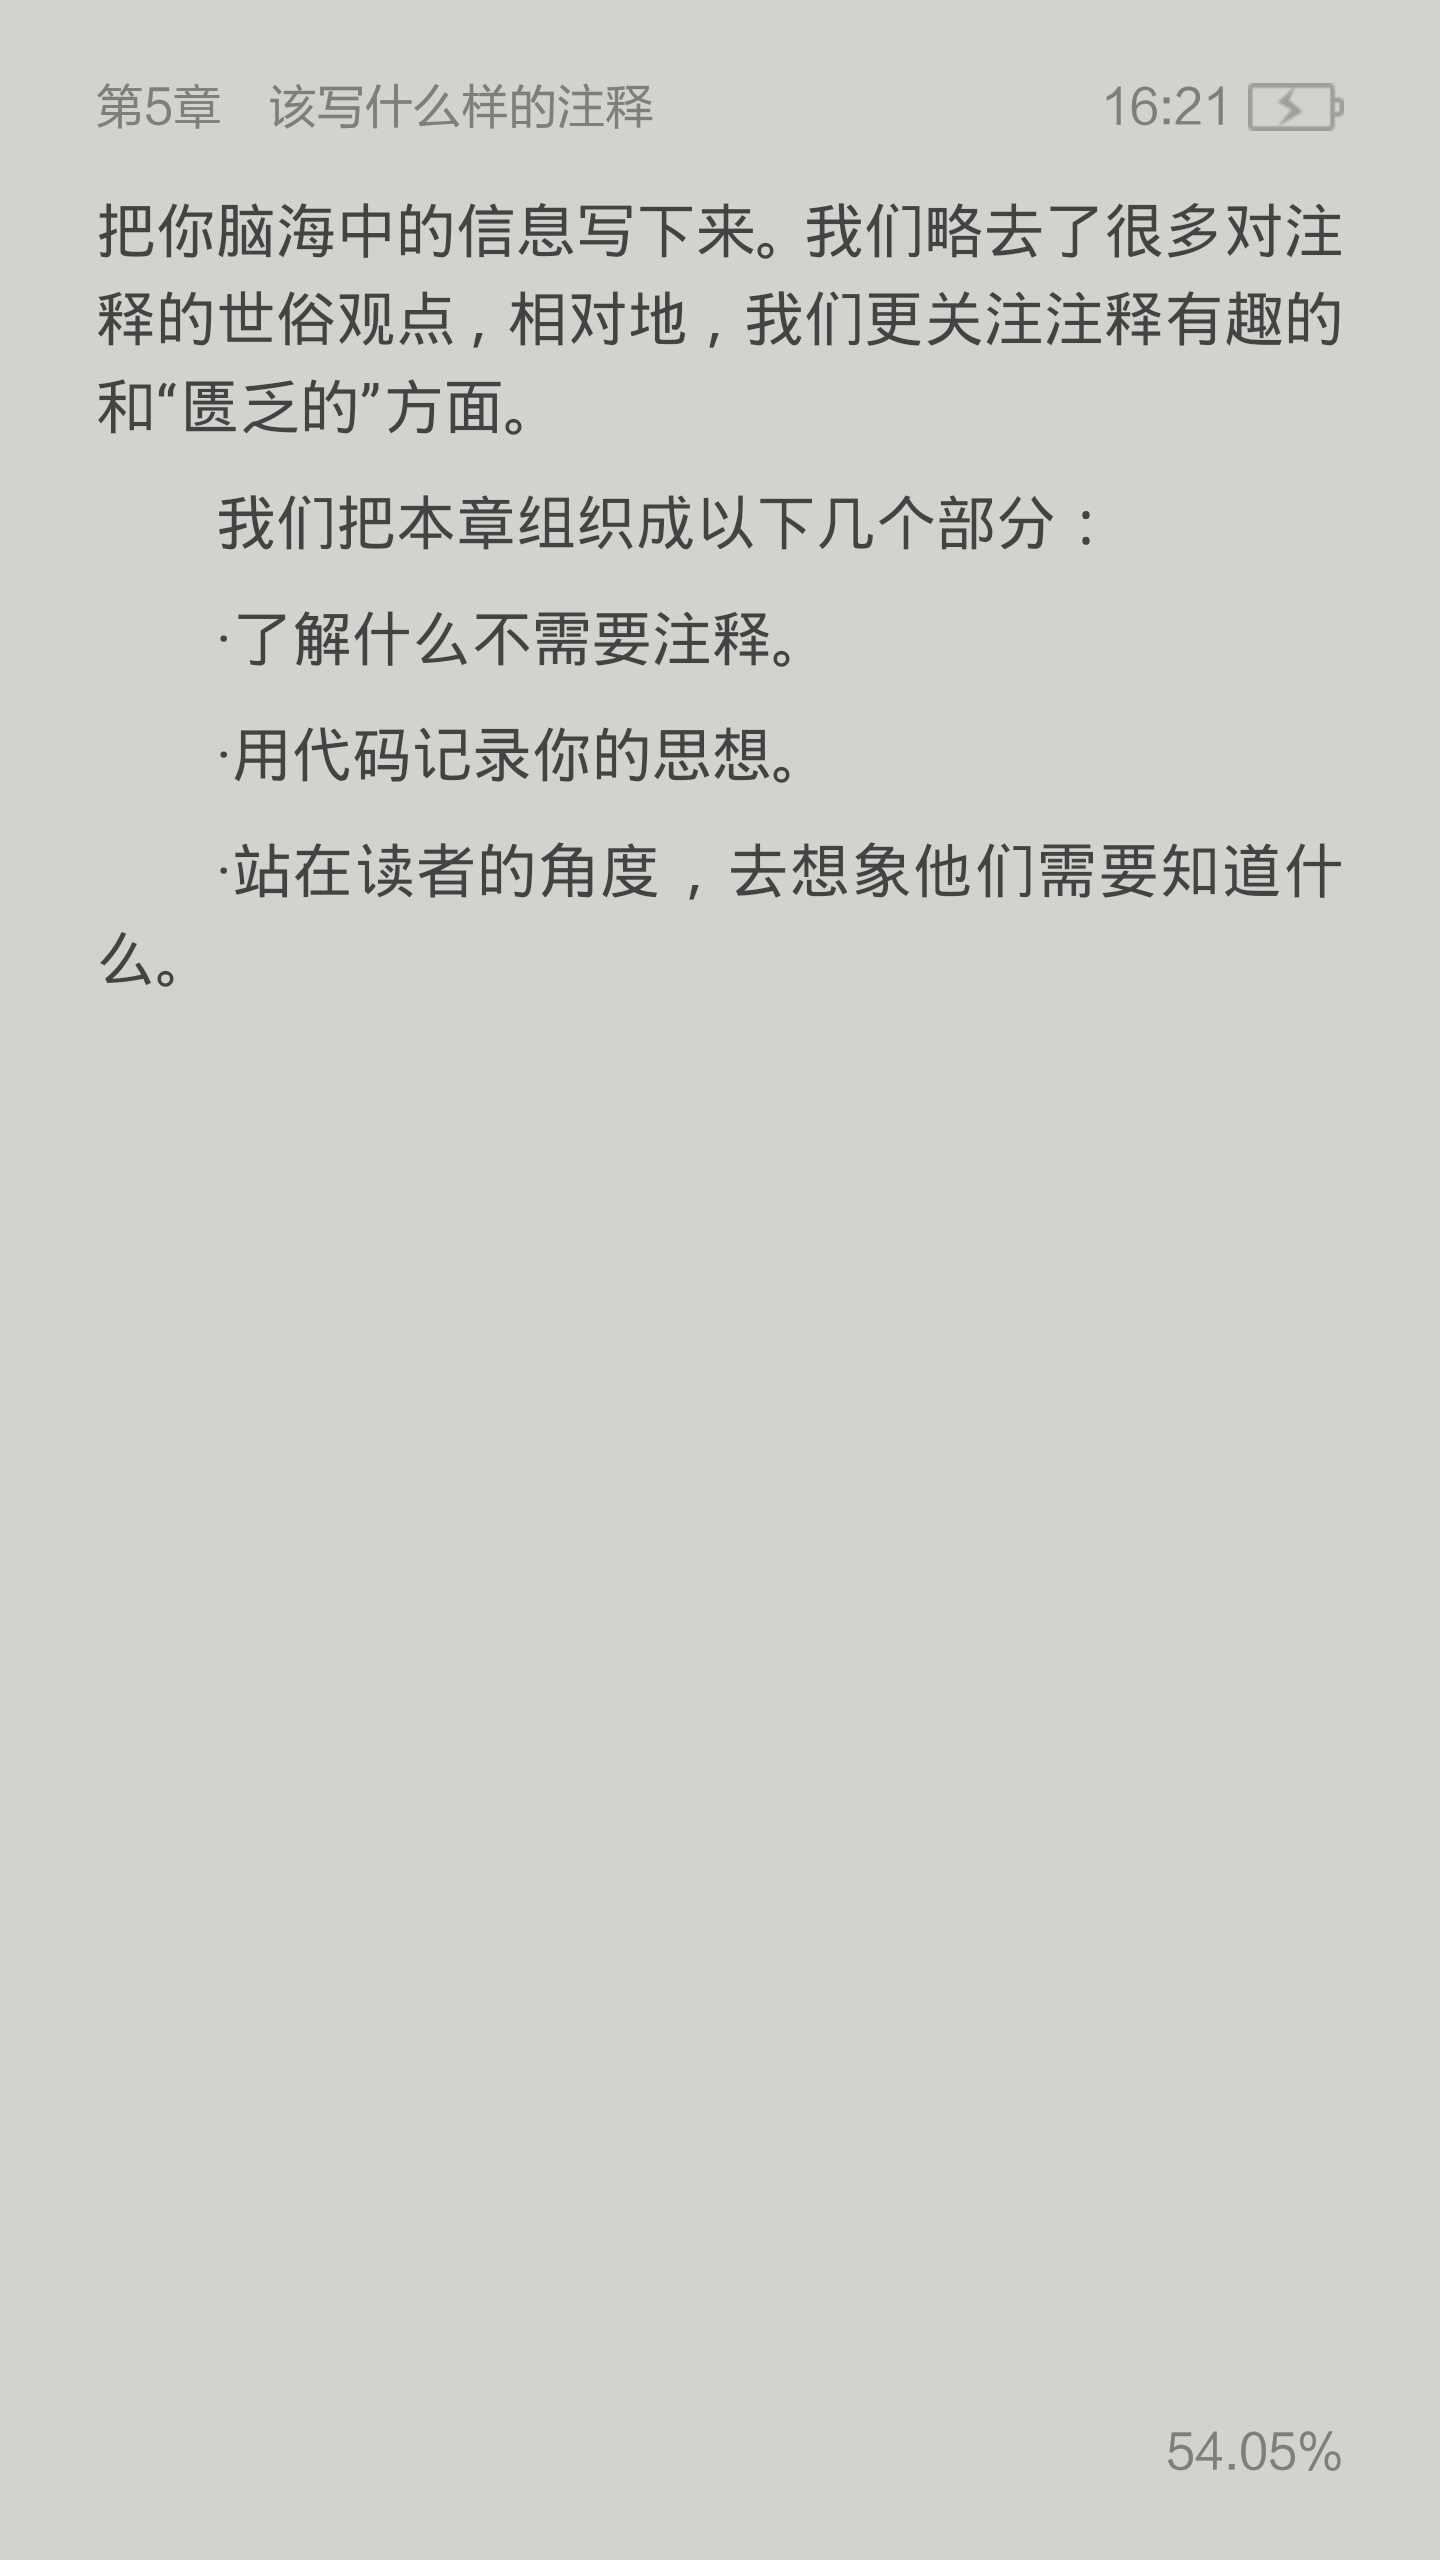 第5章　该写什么样的注释
16:21
把你脑海中的信息写下来。我们略去了很多对注
释的世俗观点，相对地，我们更关注注释有趣的
和“匮乏的”方面。
我们把本章组织成以下几个部分：
·了解什么不需要注释。
·用代码记录你的思想。
·站在读者的角度，去想象他们需要知道什
么。
54.05%